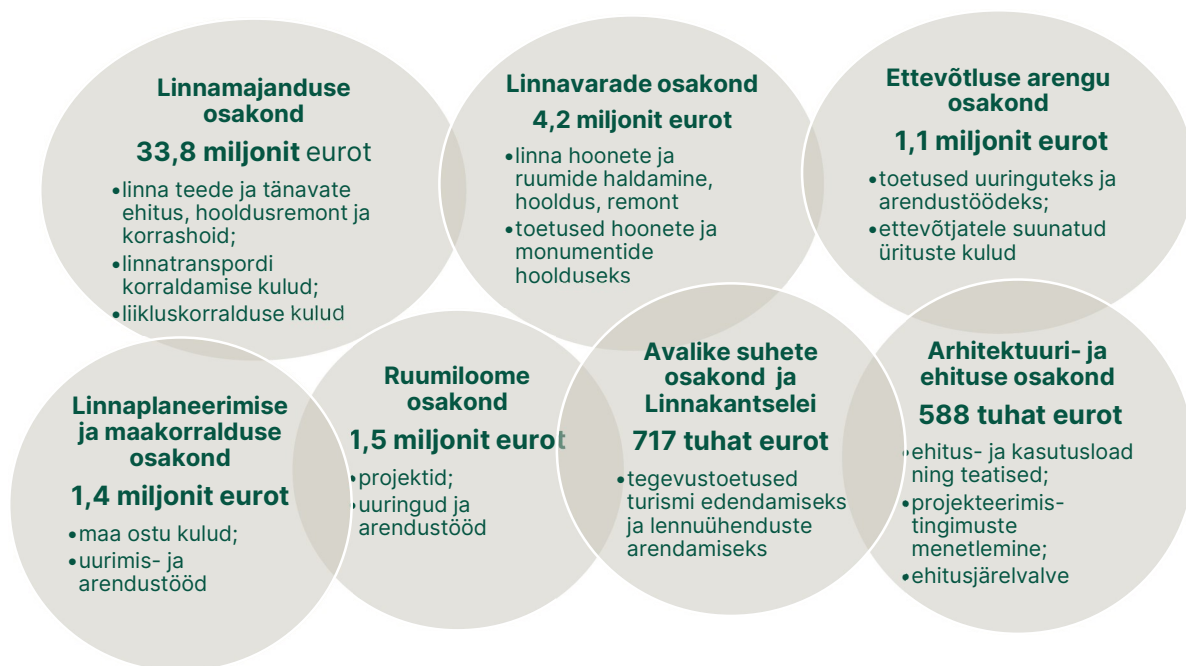 Linnamajanduse
osakond
33,8 miljonit eurot
•linna teede ja tänavate
ehitus, hooldusremont ja
korrashoid;
•linnatranspordi
korraldamise kulud;
•liikluskorralduse kulud
Linnavarade osakond
4,2 miljonit eurot
•linna hoonete ja
ruumide haldamine,
hooldus, remont
•toetused hoonete ja
monumentide
hoolduseks
Ettevõtluse arengu
osakond
1,1 miljonit eurot
•toetused uuringuteks ja
arendustöödeks;
•ettevõtjatele suunatud
ürituste kulud
Linnaplaneerimise
ja maakorralduse
osakond
1,4 miljonit eurot
•maa ostu kulud;
•uurimis- ja
arendustööd
Ruumiloome
osakond
1,5 miljonit eurot
•projektid;
•uuringud ja
arendustööd
Avalike suhete
osakond ja
Linnakantselei
717 tuhat eurot
•tegevustoetused
turismi edendamiseks
ja lennuühenduste
arendamiseks
Arhitektuuri- ja
ehituse osakond
588 tuhat eurot
•ehitus- ja kasutusload
ning teatised;
•projekteerimis-
tingimuste
menetlemine;
•ehitusjärelvalve